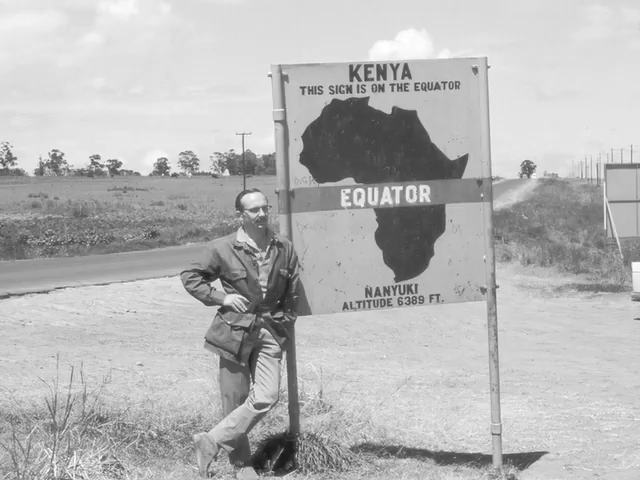 KENYA
THIS SIGN IS ON THE EQUATOR
EQUATOR
NANYUKI
ALTITUDE 6389 FT.